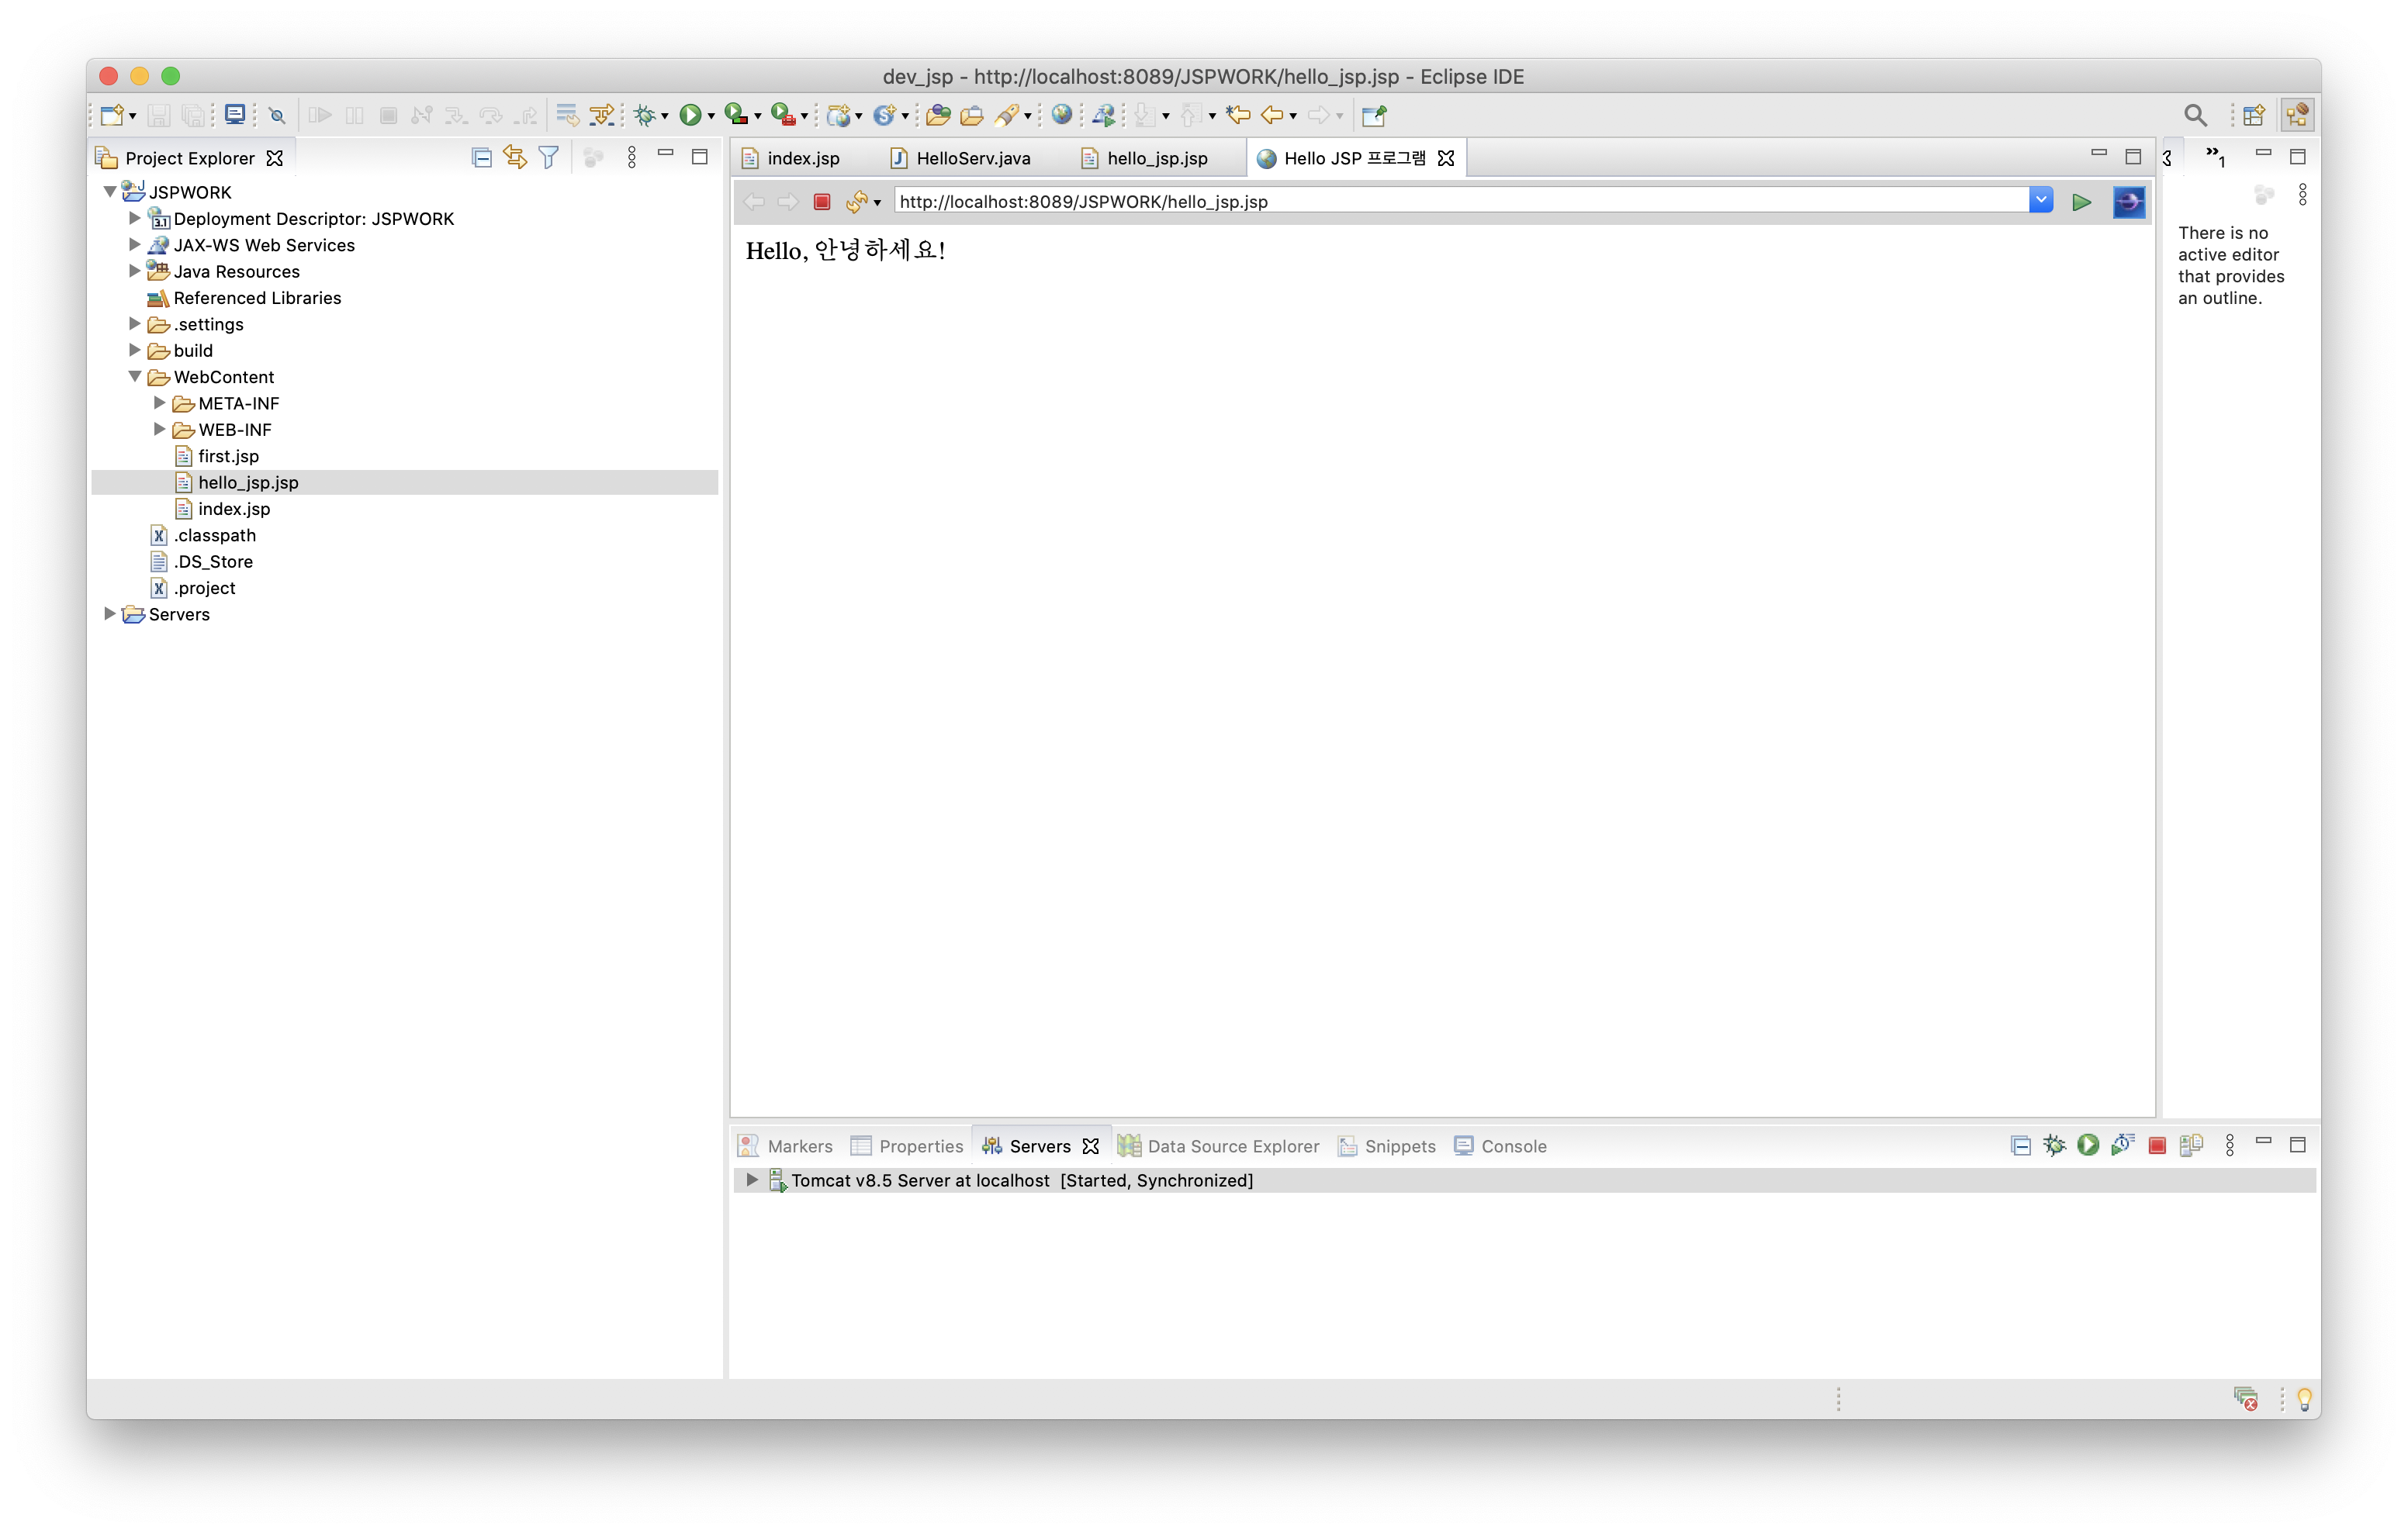 dev_jsp - http://localhost:8089/JSPWORK/hello_jsp.jsp - Eclipse IDE
Project Explorer
JSPWORK
3.1 Deployment Descriptor: JSPWORK
JAX-WS Web Services
Java Resources
Referenced Libraries
.settings
build
WebContent
META-INF
WEB-INF
first.jsp
hello_jsp.jsp
index.jsp
.classpath
.DS_Store
.project
Servers
index.jsp HelloServ.java hello_jsp.jsp Hello JSP 프로그램
http://localhost:8089/JSPWORK/hello_jsp.jsp
Hello, 안녕하세요!
»1
There is no
active editor
that provides
an outline.
Markers Properties Servers Data Source Explorer Snippets Console
Tomcat v8.5 Server at localhost [Started, Synchronized]